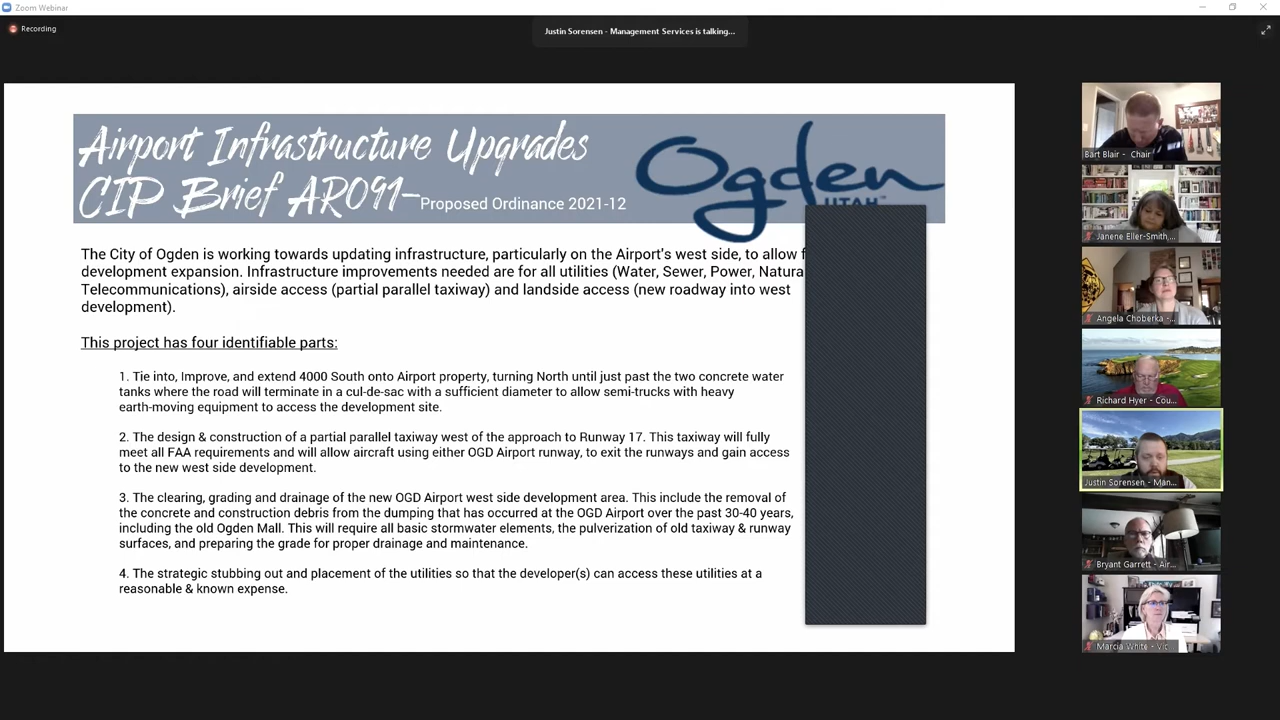 Zoom Webinar
Recording
Justin Sorensen - Management Services is talking...
Airport Infrastructure Upgrades
CIP Brief AR091-Proposed Ordinance 2021-12
Ogden
UTAH™
The City of Ogden is working towards updating infrastructure, particularly on the Airport's west side, to allow f
development expansion. Infrastructure improvements needed are for all utilities (Water, Sewer, Power, Natura
Telecommunications), airside access (partial parallel taxiway) and landside access (new roadway into west
development).
This project has four identifiable parts:
1. Tie into, Improve, and extend 4000 South onto Airport property, turning North until just past the two concrete water
tanks where the road will terminate in a cul-de-sac with a sufficient diameter to allow semi-trucks with heavy
earth-moving equipment to access the development site.
2. The design & construction of a partial parallel taxiway west of the approach to Runway 17. This taxiway will fully
meet all FAA requirements and will allow aircraft using either OGD Airport runway, to exit the runways and gain access
to the new west side development.
3. The clearing, grading and drainage of the new OGD Airport west side development area. This include the removal of
the concrete and construction debris from the dumping that has occurred at the OGD Airport over the past 30-40 years,
including the old Ogden Mall. This will require all basic stormwater elements, the pulverization of old taxiway & runway
surfaces, and preparing the grade for proper drainage and maintenance.
4. The strategic stubbing out and placement of the utilities so that the developer(s) can access these utilities at a
reasonable & known expense.
Bart Blair - Chair
Janene Eller-Smith,...
Angela Choberka -...
Richard Hyer - Cou...
Justin Sorensen - Man...
Bryant Garrett - Air...
Marcia White - Vic...